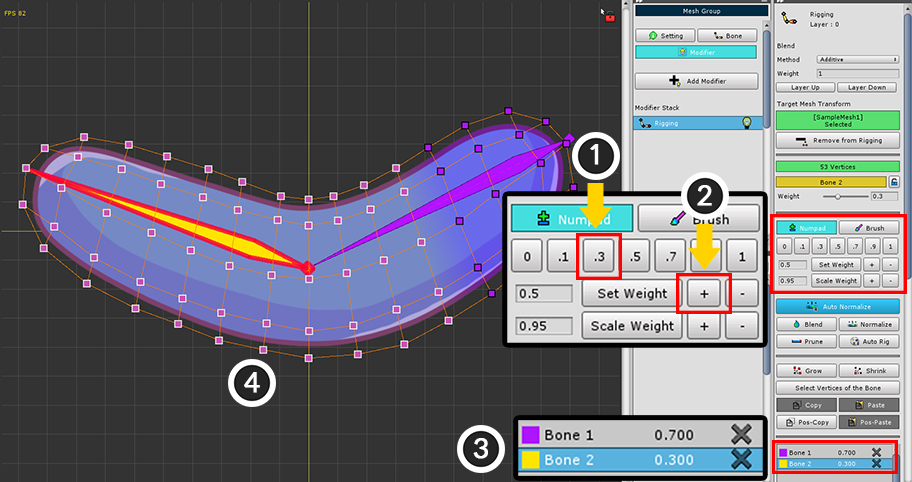 FPS 82
1
2
Numpad
Brush
0 .1 .3 .5 .7 1
0.5 Set Weight + -
0.95 Scale Weight + -
4
3
Bone 1 0.700
Bone 2 0.300
Mesh Group
Setting Bone
Modifier
Add Modifier
Modifier Stack
Rigging
Rigging
Layer : 0
Blend
Method Additive
Weight 1
Layer Up Layer Down
Target Mesh Transform
[SampleMesh1]
Selected
Remove from Rigging
53 Vertices
Bone 2
Weight 0.3
Numpad Brush
0 .1 .3 .5 .7 .9 1
0.5 Set Weight + -
0.95 Scale Weight + -
Auto Normalize
Blend Normalize
Prune Auto Rig
Grow Shrink
Select Vertices of the Bone
Copy Paste
Pos-Copy Pos-Paste
Bone 1 0.700
Bone 2 0.300